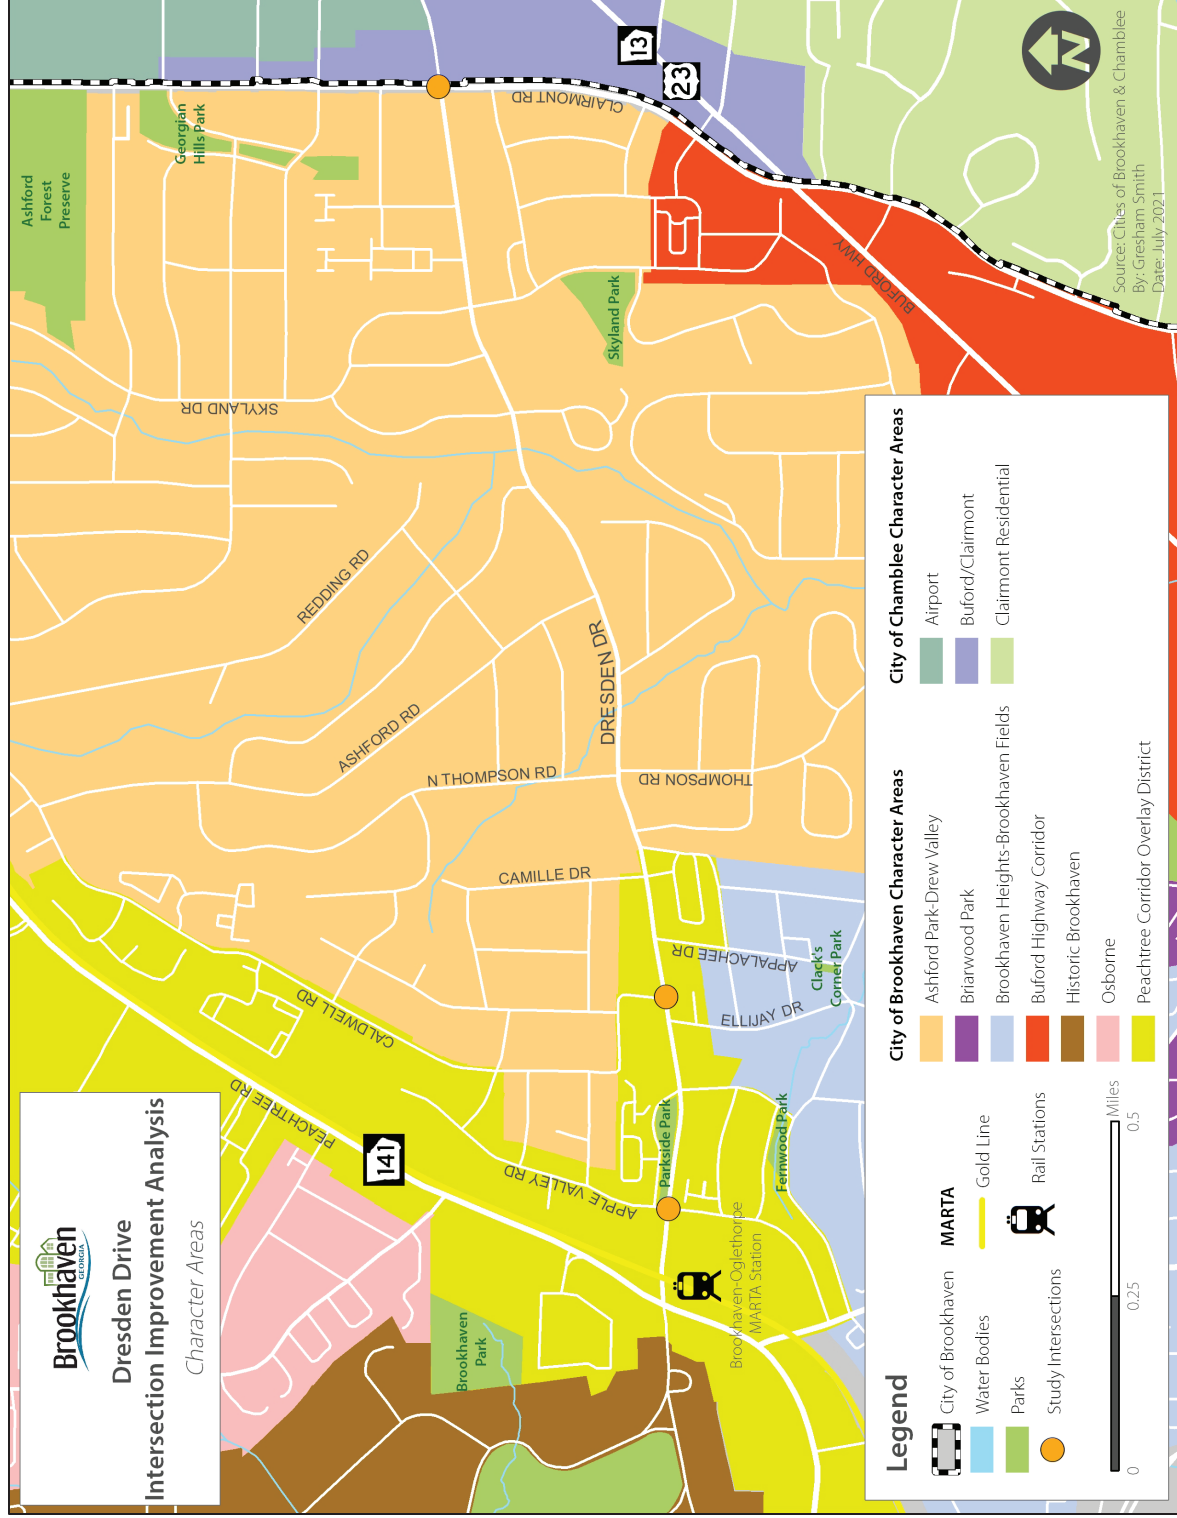 Brookhaven
GEORGIA
Dresden Drive
Intersection Improvement Analysis
Character Areas
Ashford
Forest
Preserve
Georgian
Hills Park
Skyland Park
Brookhaven
Park
Parkside Park
Fernwood Park
Clack's
Corner Park
SKYLAND DR
REDDING RD
ASHFORD RD
N THOMPSON RD
THOMPSON RD
DRESDEN DR
CAMILLE DR
APPALACHEE DR
ELLIJAY DR
CALDWELL RD
PEACHTREE RD
APPLE VALLEY RD
CLAIRMONT RD
BUFORD HWY
141
13
23
Brookhaven-Oglethorpe
MARTA Station
N
Source: Cities of Brookhaven & Chamblee
By: Gresham Smith
Date: July 2021
Legend
City of Brookhaven
Water Bodies
Parks
Study Intersections
MARTA
Gold Line
Rail Stations
0
0.25
0.5
Miles
City of Brookhaven Character Areas
Ashford Park-Drew Valley
Briarwood Park
Brookhaven Heights-Brookhaven Fields
Buford Highway Corridor
Historic Brookhaven
Osborne
Peachtree Corridor Overlay District
City of Chamblee Character Areas
Airport
Buford/Clairmont
Clairmont Residential